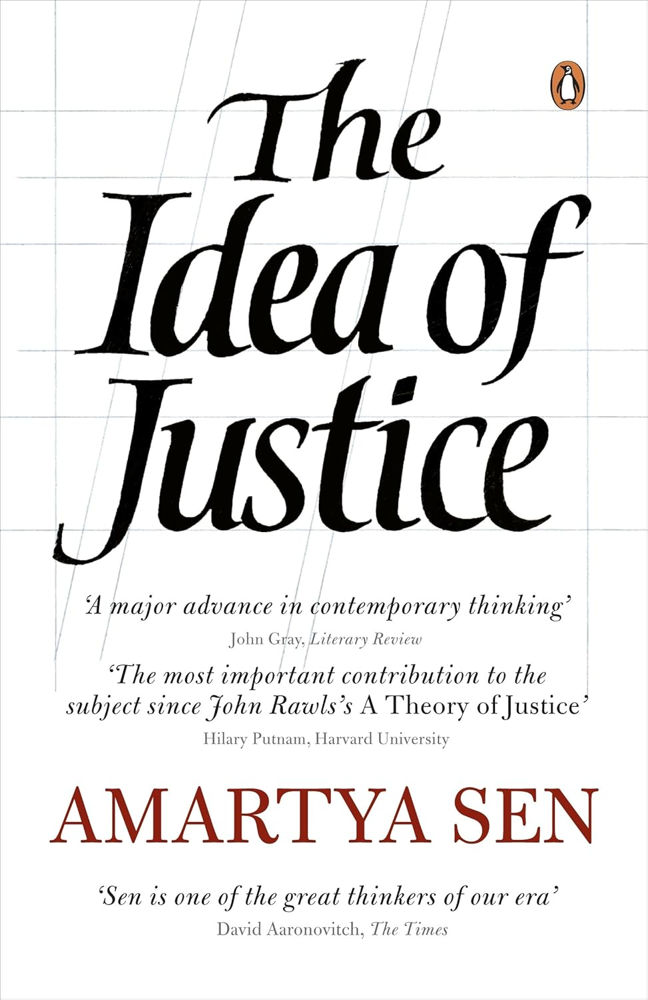 The
Idea of
Justice
‘A major advance in contemporary thinking’
John Gray, Literary Review
‘The most important contribution to the
subject since John Rawls’s A Theory of Justice’
Hilary Putnam, Harvard University
AMARTYA SEN
‘Sen is one of the great thinkers of our era’
David Aaronovitch, The Times